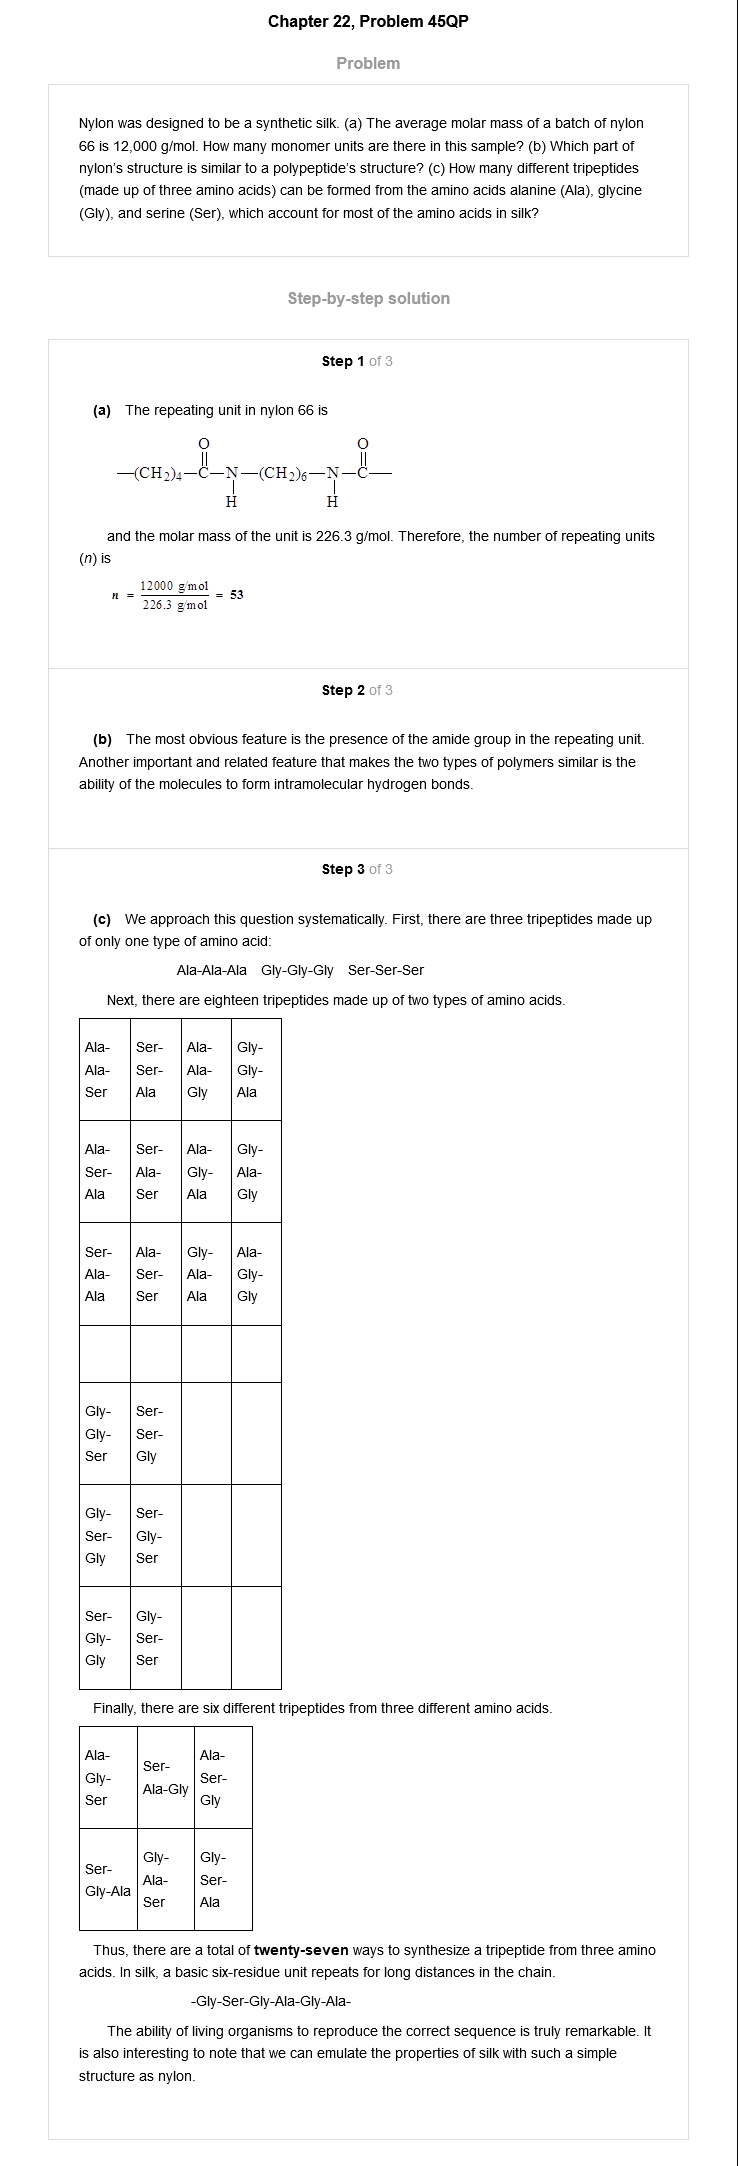 Chapter 22, Problem 45QP
Problem
Nylon was designed to be a synthetic silk. (a) The average molar mass of a batch of nylon
66 is 12,000 g/mol. How many monomer units are there in this sample? (b) Which part of
nylon's structure is similar to a polypeptide's structure? (c) How many different tripeptides
(made up of three amino acids) can be formed from the amino acids alanine (Ala), glycine
(Gly), and serine (Ser), which account for most of the amino acids in silk?
Step-by-step solution
Step 1 of 3
(a) The repeating unit in nylon 66 is
O O
—(CH2)4—C—N—(CH2)6—N—C—
H H
and the molar mass of the unit is 226.3 g/mol. Therefore, the number of repeating units
(n) is
n = 12000 g/mol / 226.3 g/mol = 53
Step 2 of 3
(b) The most obvious feature is the presence of the amide group in the repeating unit.
Another important and related feature that makes the two types of polymers similar is the
ability of the molecules to form intramolecular hydrogen bonds.
Step 3 of 3
(c) We approach this question systematically. First, there are three tripeptides made up
of only one type of amino acid:
Ala-Ala-Ala Gly-Gly-Gly Ser-Ser-Ser
Next, there are eighteen tripeptides made up of two types of amino acids.
Ala- Ser- Ala- Gly-
Ala- Ser- Ala- Gly-
Ser Ala Gly Ala
Ala- Ser- Ala- Gly-
Ser- Ala- Gly- Ala-
Ala Ser Ala Gly
Ser- Ala- Gly- Ala-
Ala- Ser- Ala- Gly-
Ala Ser Ala Gly
Gly- Ser-
Gly- Ser-
Ser Gly
Gly- Ser-
Ser- Gly-
Gly Ser
Ser- Gly-
Gly- Ser-
Gly Ser
Finally, there are six different tripeptides from three different amino acids.
Ala-
Gly-
Ser
Ser-
Ala-Gly
Ala-
Ser-
Gly
Ser-
Gly-Ala
Gly-
Ala-
Ser
Gly-
Ser-
Ala
Thus, there are a total of twenty-seven ways to synthesize a tripeptide from three amino
acids. In silk, a basic six-residue unit repeats for long distances in the chain.
-Gly-Ser-Gly-Ala-Gly-Ala-
The ability of living organisms to reproduce the correct sequence is truly remarkable. It
is also interesting to note that we can emulate the properties of silk with such a simple
structure as nylon.